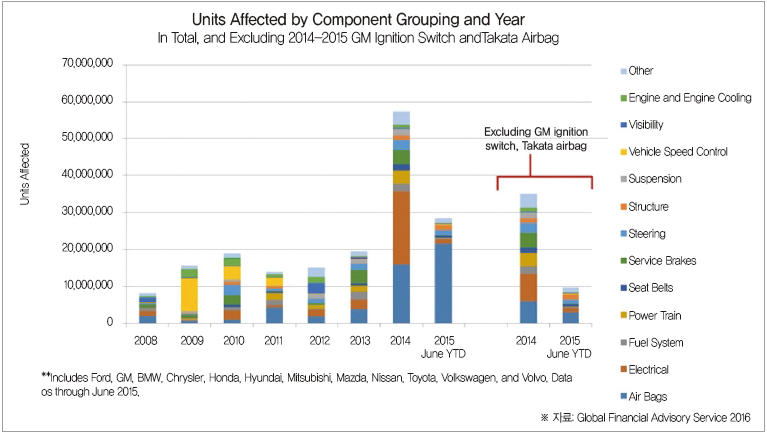 Units Affected by Component Grouping and Year
In Total, and Excluding 2014–2015 GM Ignition Switch andTakata Airbag
Units Affected
70,000,000
60,000,000
50,000,000
40,000,000
30,000,000
20,000,000
10,000,000
0
2008
2009
2010
2011
2012
2013
2014
2015
June YTD
2014
2015
June YTD
Excluding GM ignition
switch, Takata airbag
Other
Engine and Engine Cooling
Visibility
Vehicle Speed Control
Suspension
Structure
Steering
Service Brakes
Seat Belts
Power Train
Fuel System
Electrical
Air Bags
**Includes Ford, GM, BMW, Chrysler, Honda, Hyundai, Mitsubishi, Mazda, Nissan, Toyota, Volkswagen, and Volvo, Data
os through June 2015,
※ 자료: Global Financial Advisory Service 2016